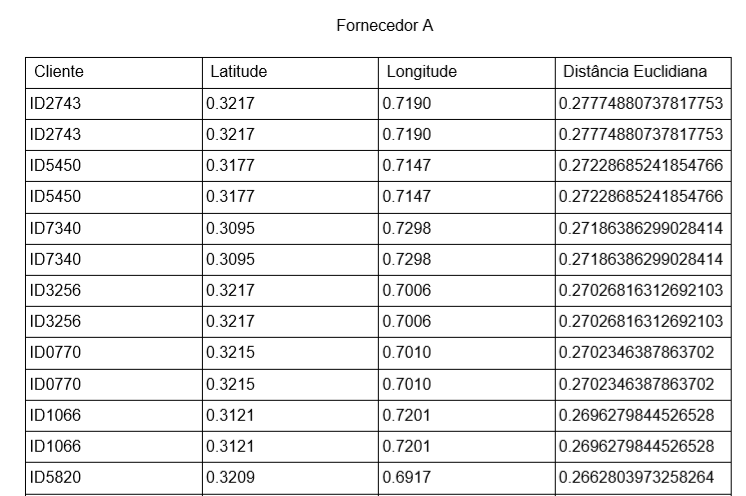 Fornecedor A
Cliente Latitude Longitude Distância Euclidiana
ID2743 0.3217 0.7190 0.27774880737817753
ID2743 0.3217 0.7190 0.27774880737817753
ID5450 0.3177 0.7147 0.27228685241854766
ID5450 0.3177 0.7147 0.27228685241854766
ID7340 0.3095 0.7298 0.27186386299028414
ID7340 0.3095 0.7298 0.27186386299028414
ID3256 0.3217 0.7006 0.27026816312692103
ID3256 0.3217 0.7006 0.27026816312692103
ID0770 0.3215 0.7010 0.2702346387863702
ID0770 0.3215 0.7010 0.2702346387863702
ID1066 0.3121 0.7201 0.2696279844526528
ID1066 0.3121 0.7201 0.2696279844526528
ID5820 0.3209 0.6917 0.2662803973258264